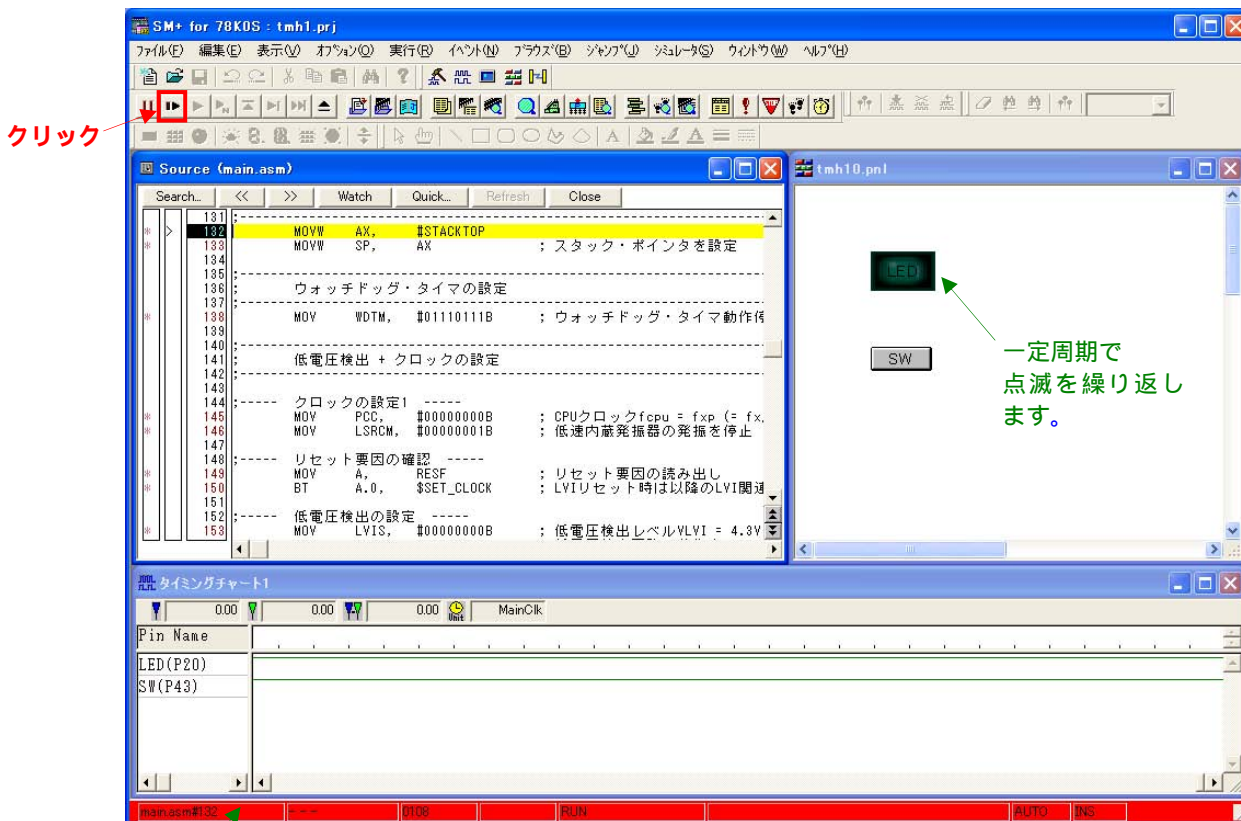 SM+ for 78K0S : tmh1.prj
ファイル(F) 編集(E) 表示(V) オプション(O) 実行(R) イベント(N) ブラウズ(B) ジャンプ(J) シミュレータ(S) ウィンドウ(W) ヘルプ(H)
クリック
Source (main.asm)
Search... << >> Watch Quick... Refresh Close
131 ;--------------------------------------------------------------
132 MOVW AX, #STACKTOP
133 MOVW SP, AX ; スタック・ポインタを設定
134
135 ;--------------------------------------------------------------
136 ; ウォッチドッグ・タイマの設定
137 ;--------------------------------------------------------------
138 MOV WDTM, #01110111B ; ウォッチドッグ・タイマ動作停
139
140 ;--------------------------------------------------------------
141 ; 低電圧検出 + クロックの設定
142 ;--------------------------------------------------------------
143
144 ;----- クロックの設定1 -----
145 MOV PCC, #00000000B ; CPUクロックfcpu = fxp (= fx
146 MOV LSRCM, #00000001B ; 低速内蔵発振器の発振を停止
147
148 ;----- リセット要因の確認 -----
149 MOV A, RESF ; リセット要因の読み出し
150 BT A.0, $SET_CLOCK ; LVIリセット時は以降のLVI関連
151
152 ;----- 低電圧検出の設定 -----
153 MOV LVIS, #00000000B ; 低電圧検出レベルVLVI = 4.3V
tmh10.pnl
LED
SW
一定周期で
点滅を繰り返し
ます。
タイミングチャート1
0.00 0.00 0.00 Unit MainClk
Pin Name
LED(P20)
SW(P43)
main.asm#132 --- 0108 RUN AUTO INS